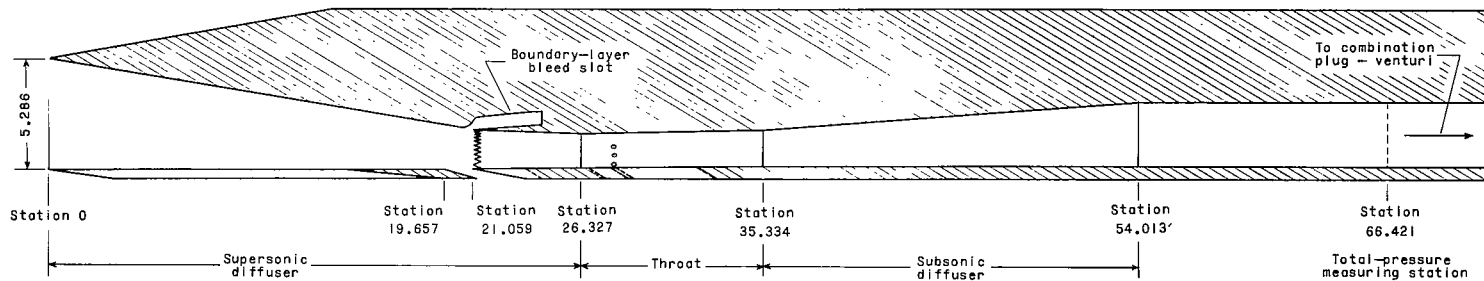 Boundary-layer
bleed slot
To combination
plug - venturi
5.286
Station 0
Station
19.657
Station
21.059
Station
26.327
Station
35.334
Station
54.013
Station
66.421
Supersonic
diffuser
Throat
Subsonic
diffuser
Total-pressure
measuring station